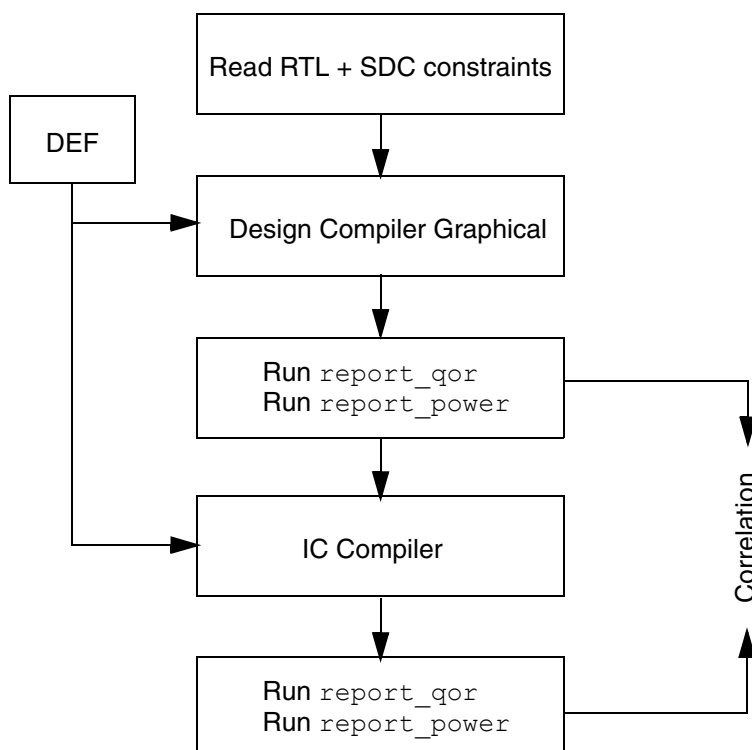 Read RTL + SDC constraints
DEF
Design Compiler Graphical
Run report_qor
Run report_power
IC Compiler
Correlation
Run report_qor
Run report_power